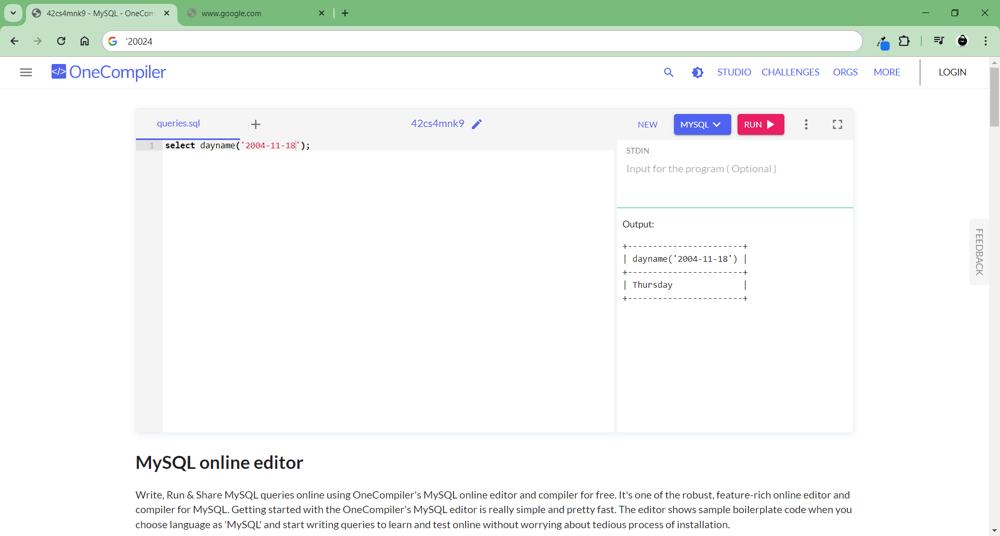 42cs4mnk9 - MySQL - OneCom
www.google.com
'20024
</> OneCompiler
STUDIO CHALLENGES ORGS MORE LOGIN
queries.sql
42cs4mnk9
NEW MYSQL RUN
1 select dayname('2004-11-18');
STDIN
Input for the program ( Optional )
Output:
+-----------------------+
| dayname('2004-11-18') |
+-----------------------+
| Thursday              |
+-----------------------+
FEEDBACK
MySQL online editor
Write, Run & Share MySQL queries online using OneCompiler's MySQL online editor and compiler for free. It's one of the robust, feature-rich online editor and
compiler for MySQL. Getting started with the OneCompiler's MySQL editor is really simple and pretty fast. The editor shows sample boilerplate code when you
choose language as 'MySQL' and start writing queries to learn and test online without worrying about tedious process of installation.